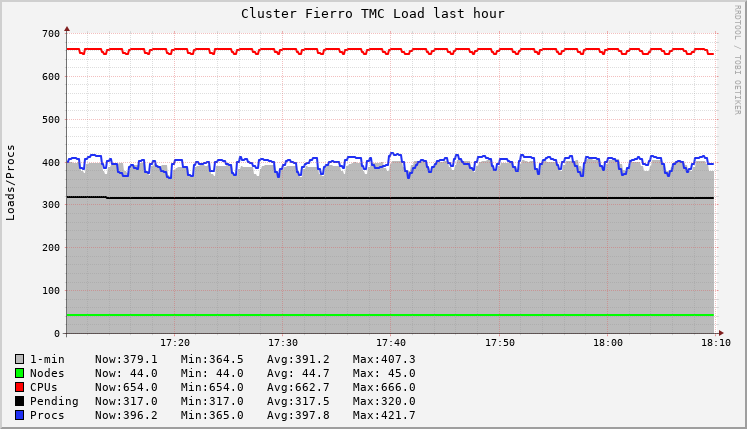 Cluster Fierro TMC Load last hour
RRDTOOL / TOBI OETIKER
Loads/Procs
700
600
500
400
300
200
100
0
17:20 17:30 17:40 17:50 18:00 18:10
1-min Now:379.1 Min:364.5 Avg:391.2 Max:407.3
Nodes Now: 44.0 Min: 44.0 Avg: 44.7 Max: 45.0
CPUs Now:654.0 Min:654.0 Avg:662.7 Max:666.0
Pending Now:317.0 Min:317.0 Avg:317.5 Max:320.0
Procs Now:396.2 Min:365.0 Avg:397.8 Max:421.7